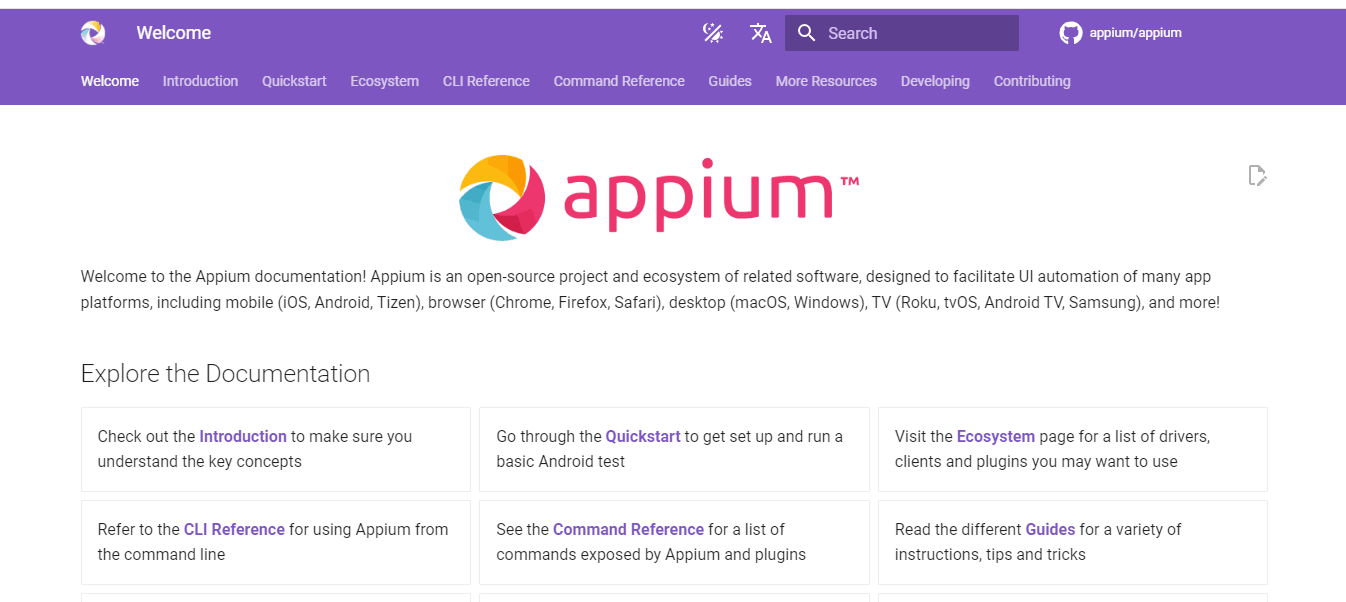 Welcome
Search
appium/appium
Welcome Introduction Quickstart Ecosystem CLI Reference Command Reference Guides More Resources Developing Contributing
appium™
Welcome to the Appium documentation! Appium is an open-source project and ecosystem of related software, designed to facilitate UI automation of many app
platforms, including mobile (iOS, Android, Tizen), browser (Chrome, Firefox, Safari), desktop (macOS, Windows), TV (Roku, tvOS, Android TV, Samsung), and more!
Explore the Documentation
Check out the Introduction to make sure you
understand the key concepts
Go through the Quickstart to get set up and run a
basic Android test
Visit the Ecosystem page for a list of drivers,
clients and plugins you may want to use
Refer to the CLI Reference for using Appium from
the command line
See the Command Reference for a list of
commands exposed by Appium and plugins
Read the different Guides for a variety of
instructions, tips and tricks